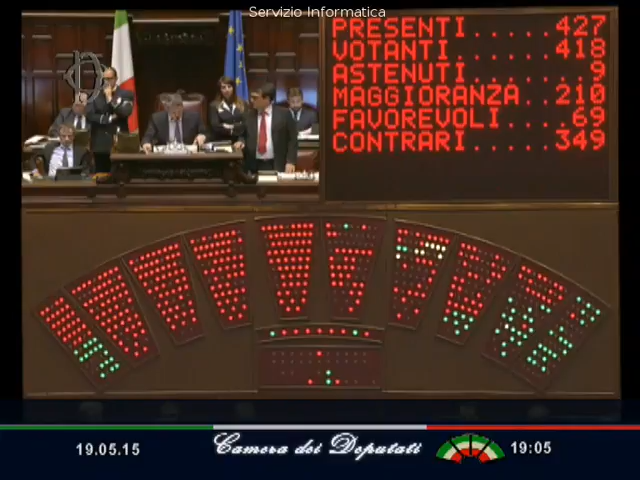 Servizio Informatica
PRESENTI.....427
VOTANTI.....418
ASTENUTI.......9
MAGGIORANZA..210
FAVOREVOLI....69
CONTRARI.....349
19.05.15 Camera dei Deputati 19:05